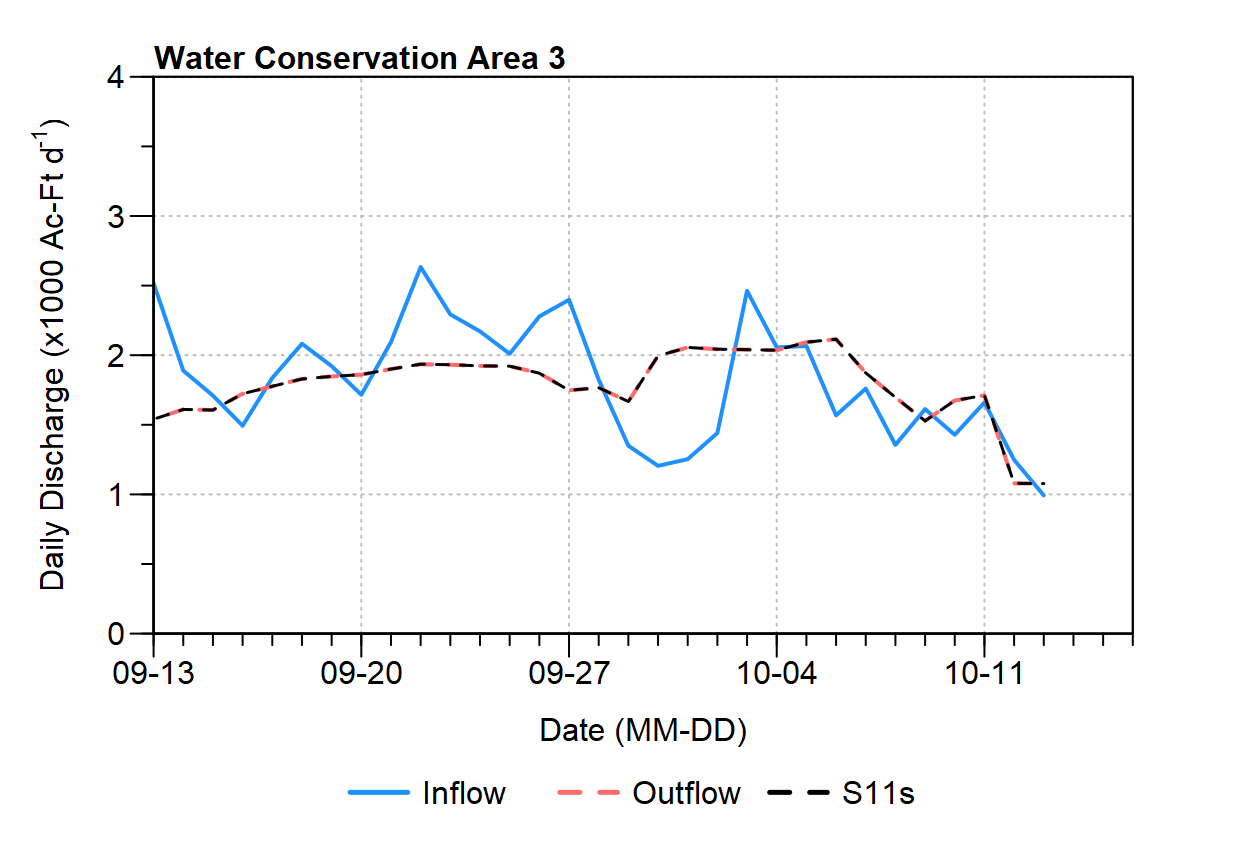 Water Conservation Area 3
4
3
2
1
0
Daily Discharge (x1000 Ac-Ft d⁻¹)
09-13 09-20 09-27 10-04 10-11
Date (MM-DD)
Inflow Outflow S11s